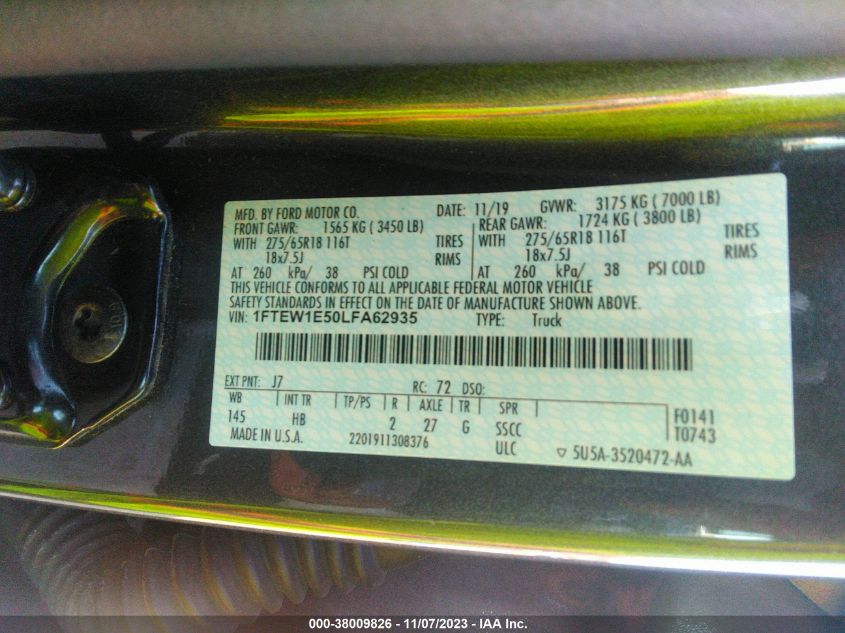 MFD. BY FORD MOTOR CO. DATE: 11/19 GVWR: 3175 KG ( 7000 LB)
FRONT GAWR: 1565 KG ( 3450 LB) REAR GAWR: 1724 KG ( 3800 LB)
WITH 275/65R18 116T TIRES WITH 275/65R18 116T TIRES
18x7.5J RIMS 18x7.5J RIMS
AT 260 kPa/ 38 PSI COLD AT 260 kPa/ 38 PSI COLD
THIS VEHICLE CONFORMS TO ALL APPLICABLE FEDERAL MOTOR VEHICLE
SAFETY STANDARDS IN EFFECT ON THE DATE OF MANUFACTURE SHOWN ABOVE.
VIN: 1FTEW1E50LFA62935 TYPE: Truck
EXT PNT: J7 RC: 72 DSO:
WB INT TR TP/PS R AXLE TR SPR
145 HB 2 27 G SSCC F0141
ULC T0743
MADE IN U.S.A. 2201911308376 ▽ 5U5A-3520472-AA
000-38009826 - 11/07/2023 - IAA Inc.